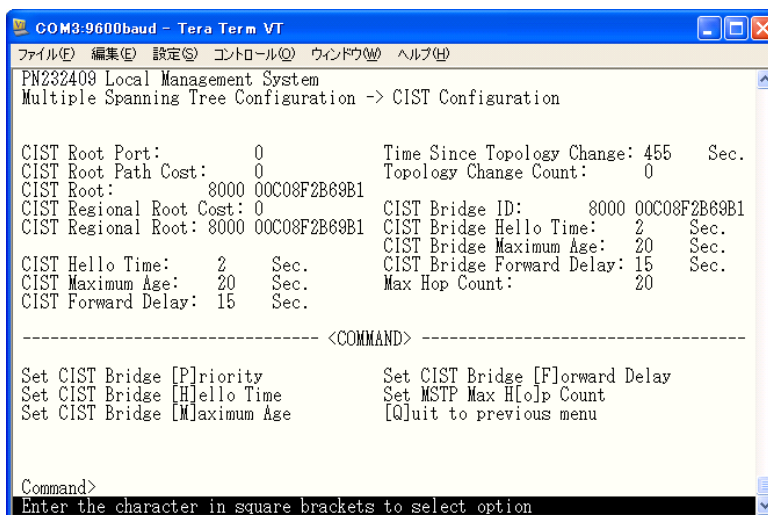 COM3:9600baud - Tera Term VT
ファイル(F) 編集(E) 設定(S) コントロール(O) ウィンドウ(W) ヘルプ(H)
PN232409 Local Management System
Multiple Spanning Tree Configuration -> CIST Configuration
CIST Root Port: 0 Time Since Topology Change: 455 Sec.
CIST Root Path Cost: 0 Topology Change Count: 0
CIST Root: 8000 00C08F2B69B1
CIST Regional Root Cost: 0 CIST Bridge ID: 8000 00C08F2B69B1
CIST Regional Root: 8000 00C08F2B69B1 CIST Bridge Hello Time: 2 Sec.
CIST Bridge Maximum Age: 20 Sec.
CIST Hello Time: 2 Sec. CIST Bridge Forward Delay: 15 Sec.
CIST Maximum Age: 20 Sec. Max Hop Count: 20
CIST Forward Delay: 15 Sec.
-------------------------------- <COMMAND> -----------------------------------
Set CIST Bridge [P]riority Set CIST Bridge [F]orward Delay
Set CIST Bridge [H]ello Time Set MSTP Max H[o]p Count
Set CIST Bridge [M]aximum Age [Q]uit to previous menu
Command>
Enter the character in square brackets to select option